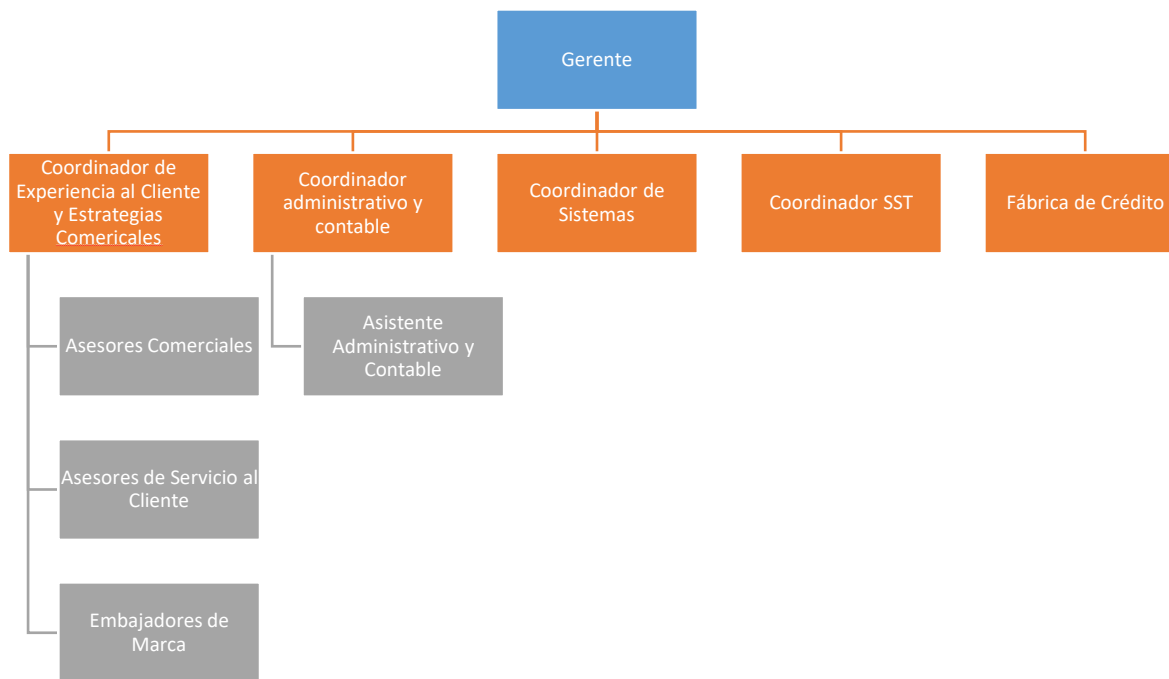 Gerente
Coordinador de
Experiencia al Cliente
y Estrategias
Comericales
Coordinador
administrativo y
contable
Coordinador de
Sistemas
Coordinador SST
Fábrica de Crédito
Asesores Comerciales
Asistente
Administrativo y
Contable
Asesores de Servicio al
Cliente
Embajadores de
Marca